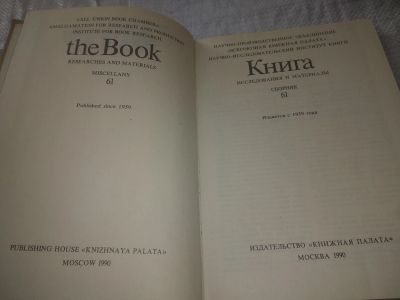 CALL UNION BOOK CHAMBER»
AMALGAMATION FOR RESEARCH AND PRODUCTION
INSTITUTE FOR BOOK RESEARCH
the Book
RESEARCHES AND MATERIALS
MISCELLANY
61
Published since 1959
PUBLISHING HOUSE «KNIZHNAYA PALATA»
MOSCOW 1990
НАУЧНО-ПРОИЗВОДСТВЕННОЕ ОБЪЕДИНЕНИЕ
«ВСЕСОЮЗНАЯ КНИЖНАЯ ПАЛАТА»
НАУЧНО-ИССЛЕДОВАТЕЛЬСКИЙ ИНСТИТУТ КНИГИ
Книга
ИССЛЕДОВАНИЯ И МАТЕРИАЛЫ
СБОРНИК
61
Издается с 1959 года
ИЗДАТЕЛЬСТВО «КНИЖНАЯ ПАЛАТА»
МОСКВА 1990